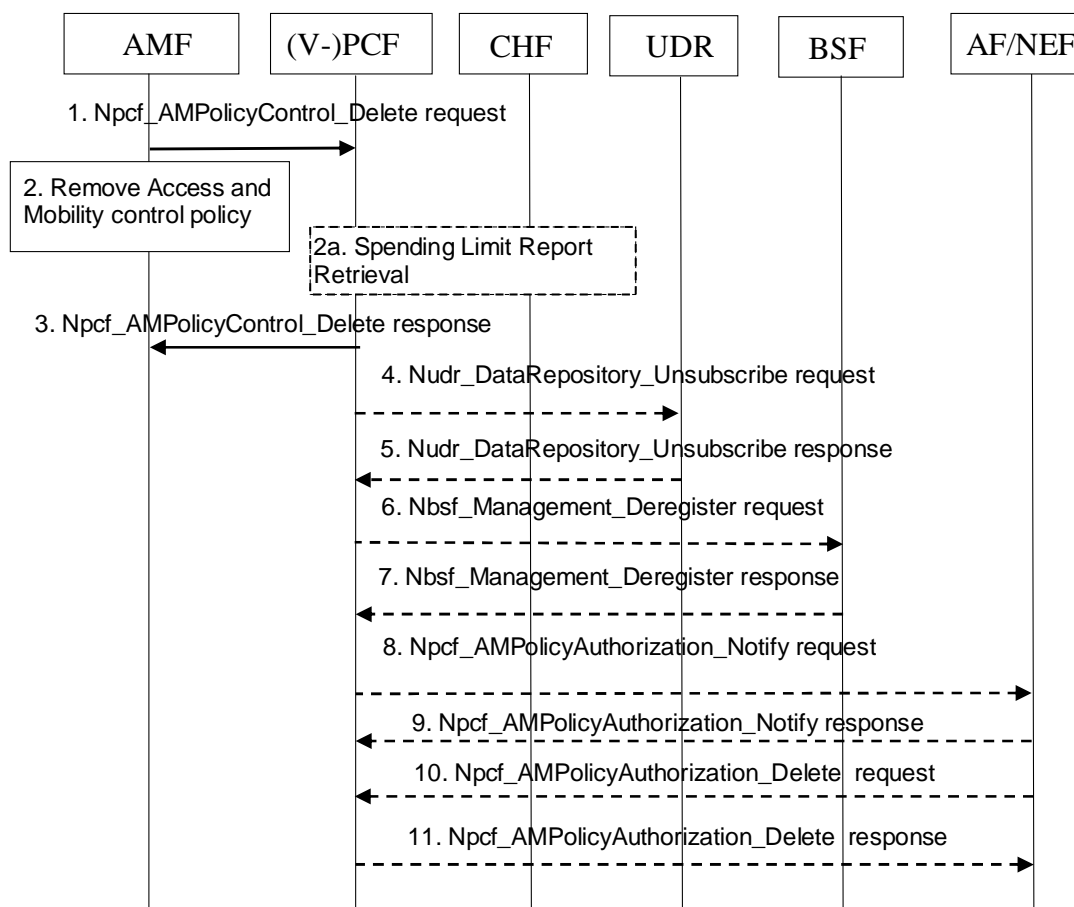 AMF
(V-)PCF
CHF
UDR
BSF
AF/NEF
1. Npcf_AMPolicyControl_Delete request
2. Remove Access and
Mobility control policy
2a. Spending Limit Report
Retrieval
3. Npcf_AMPolicyControl_Delete response
4. Nudr_DataRepository_Unsubscribe request
5. Nudr_DataRepository_Unsubscribe response
6. Nbsf_Management_Deregister request
7. Nbsf_Management_Deregister response
8. Npcf_AMPolicyAuthorization_Notify request
9. Npcf_AMPolicyAuthorization_Notify response
10. Npcf_AMPolicyAuthorization_Delete  request
11. Npcf_AMPolicyAuthorization_Delete  response